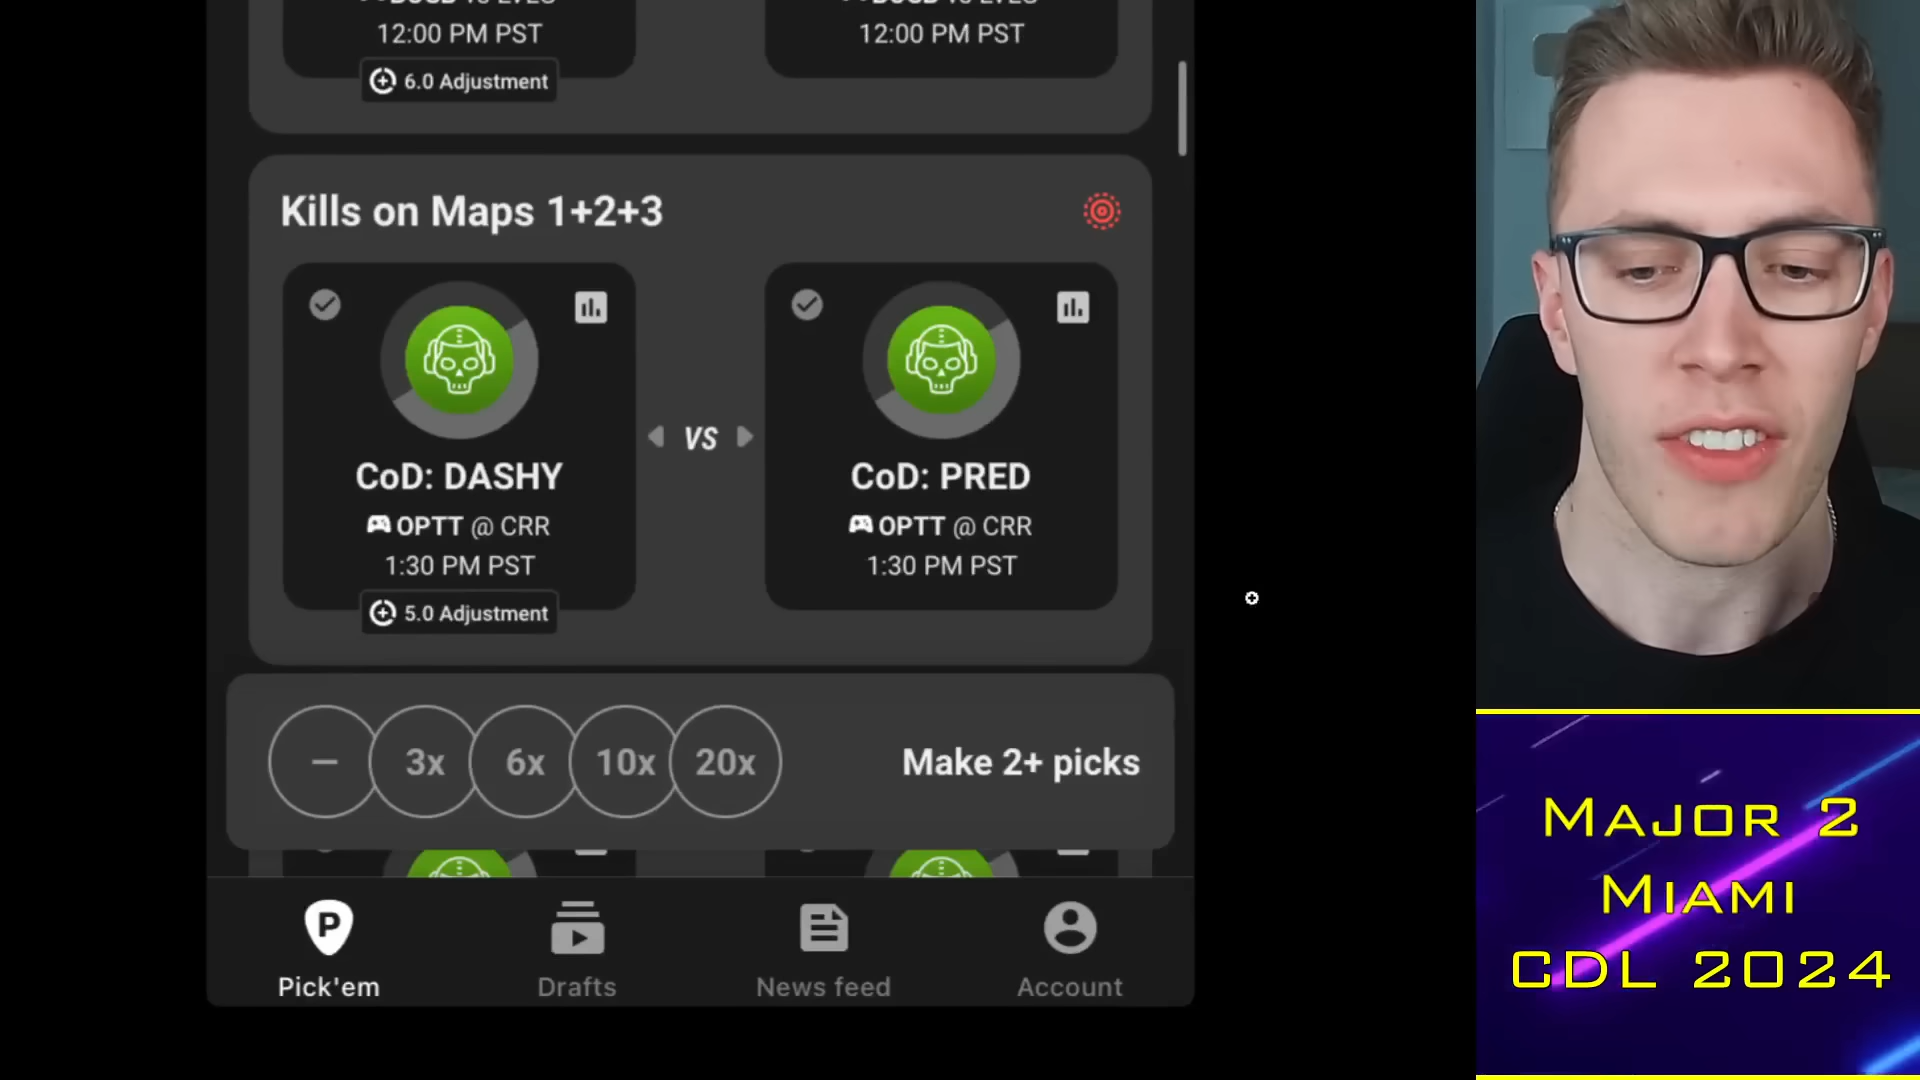 12:00 PM PST
12:00 PM PST
6.0 Adjustment
Kills on Maps 1+2+3
CoD: DASHY
VS
CoD: PRED
OPTT @ CRR
OPTT @ CRR
1:30 PM PST
1:30 PM PST
5.0 Adjustment
3x
6x
10x
20x
Make 2+ picks
P
Pick'em
Drafts
News feed
Account
MAJOR 2
MIAMI
CDL 2024